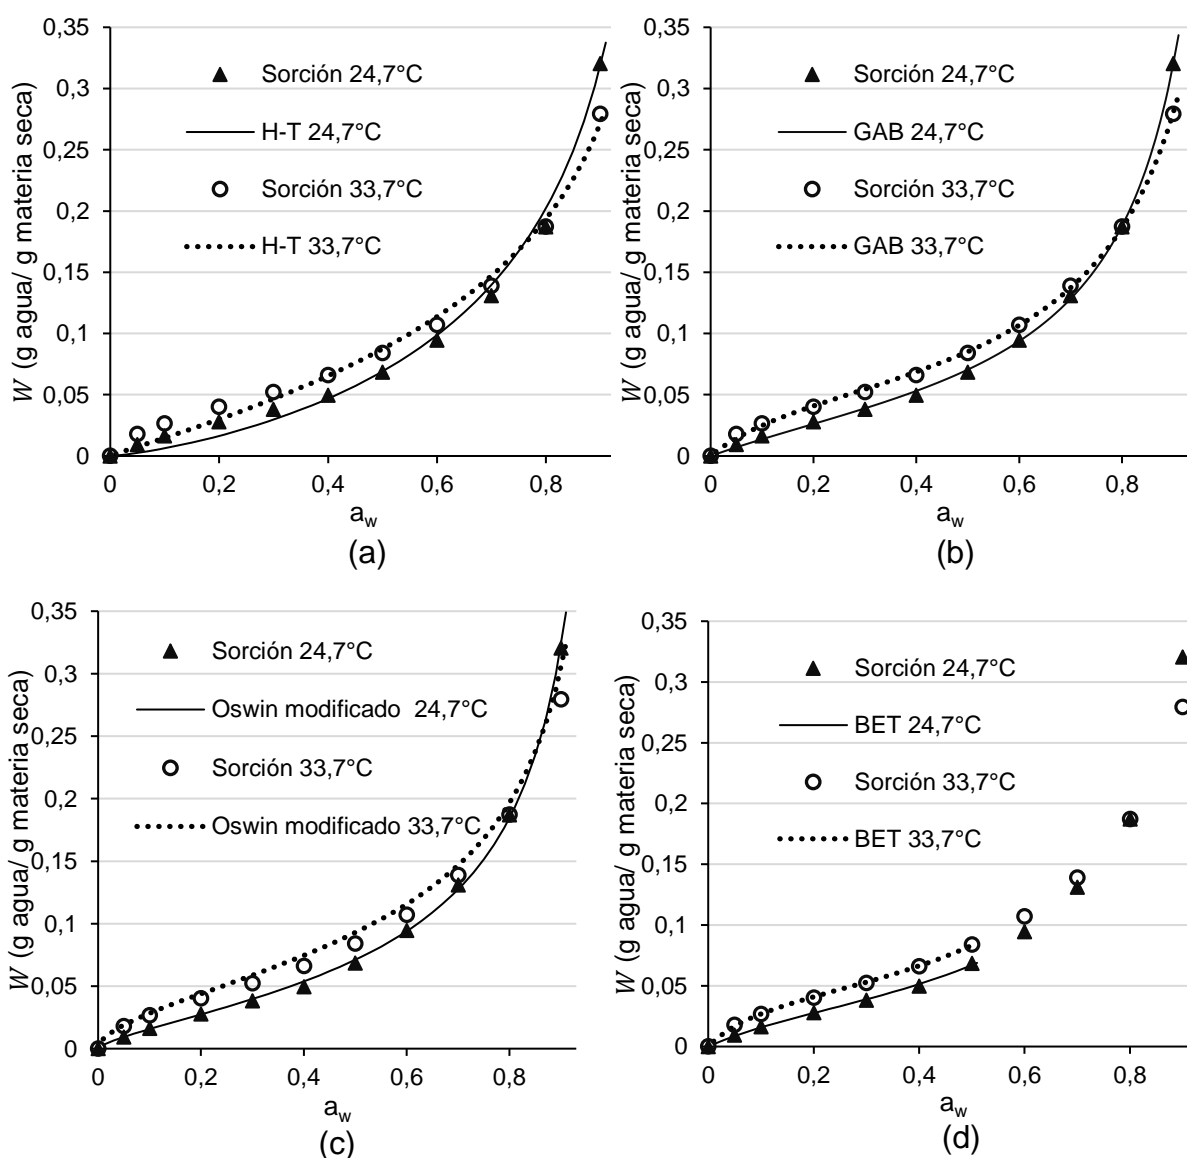 0,35
0,3
0,25
0,2
0,15
0,1
0,05
0
W (g agua/ g materia seca)
Sorción 24,7°C
H-T 24,7°C
Sorción 33,7°C
H-T 33,7°C
0 0,2 0,4 0,6 0,8
a_w
(a)
0,35
0,3
0,25
0,2
0,15
0,1
0,05
0
W (g agua/ g materia seca)
Sorción 24,7°C
GAB 24,7°C
Sorción 33,7°C
GAB 33,7°C
0 0,2 0,4 0,6 0,8
a_w
(b)
0,35
0,3
0,25
0,2
0,15
0,1
0,05
0
W (g agua/ g materia seca)
Sorción 24,7°C
Oswin modificado 24,7°C
Sorción 33,7°C
Oswin modificado 33,7°C
0 0,2 0,4 0,6 0,8
a_w
(c)
0,35
0,3
0,25
0,2
0,15
0,1
0,05
0
W (g agua/ g materia seca)
Sorción 24,7°C
BET 24,7°C
Sorción 33,7°C
BET 33,7°C
0 0,2 0,4 0,6 0,8
a_w
(d)